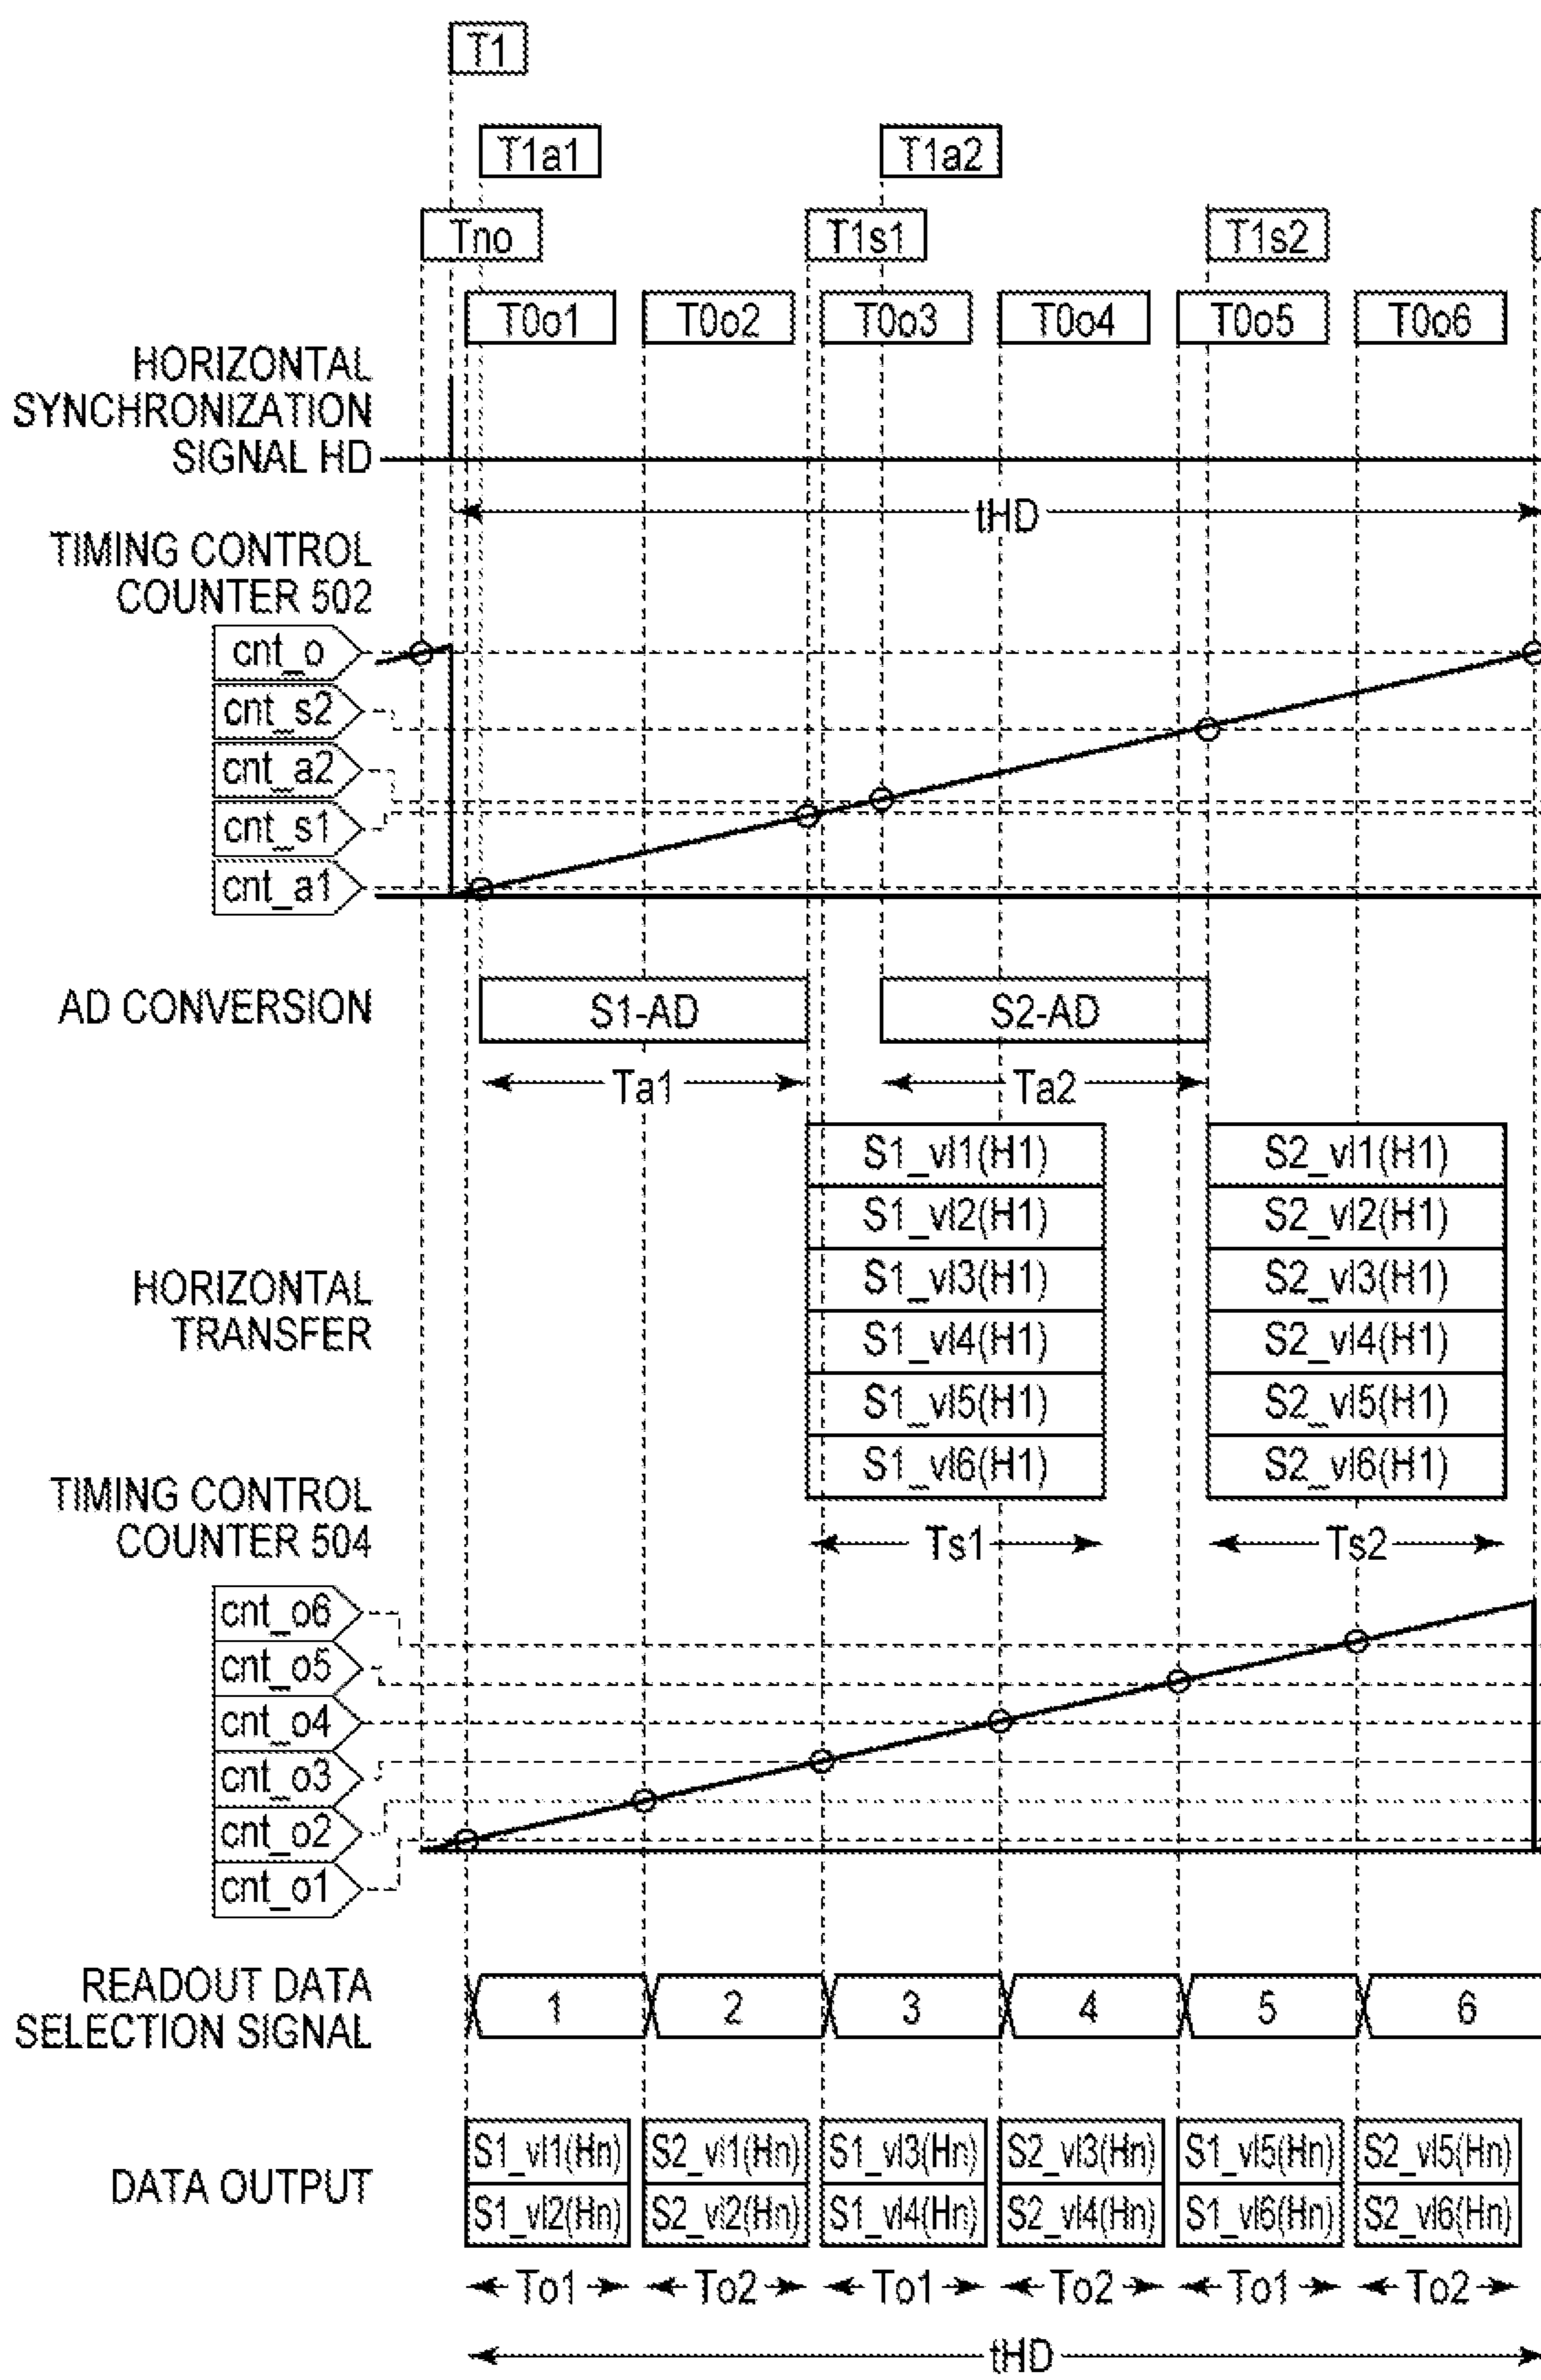 T1
T1a1
T1a2
Tno
T1s1
T1s2
T0o1
T0o2
T0o3
T0o4
T0o5
T0o6
HORIZONTAL
SYNCHRONIZATION
SIGNAL HD
tHD
TIMING CONTROL
COUNTER 502
cnt_o
cnt_s2
cnt_a2
cnt_s1
cnt_a1
AD CONVERSION
S1-AD
S2-AD
Ta1
Ta2
S1_vl1(H1)
S2_vl1(H1)
S1_vl2(H1)
S2_vl2(H1)
HORIZONTAL
TRANSFER
S1_vl3(H1)
S2_vl3(H1)
S1_vl4(H1)
S2_vl4(H1)
S1_vl5(H1)
S2_vl5(H1)
S1_vl6(H1)
S2_vl6(H1)
TIMING CONTROL
COUNTER 504
Ts1
Ts2
cnt_o6
cnt_o5
cnt_o4
cnt_o3
cnt_o2
cnt_o1
READOUT DATA
SELECTION SIGNAL
1
2
3
4
5
6
DATA OUTPUT
S1_vl1(Hn)
S2_vl1(Hn)
S1_vl3(Hn)
S2_vl3(Hn)
S1_vl5(Hn)
S2_vl5(Hn)
S1_vl2(Hn)
S2_vl2(Hn)
S1_vl4(Hn)
S2_vl4(Hn)
S1_vl6(Hn)
S2_vl6(Hn)
To1
To2
To1
To2
To1
To2
tHD